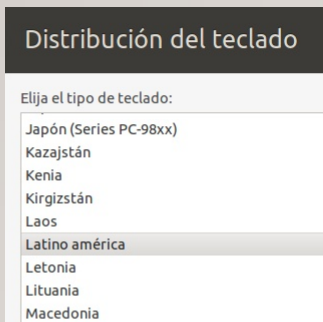 Distribución del teclado
Elija el tipo de teclado:
Japón (Series PC-98xx)
Kazajstán
Kenia
Kirgizstán
Laos
Latino américa
Letonia
Lituania
Macedonia